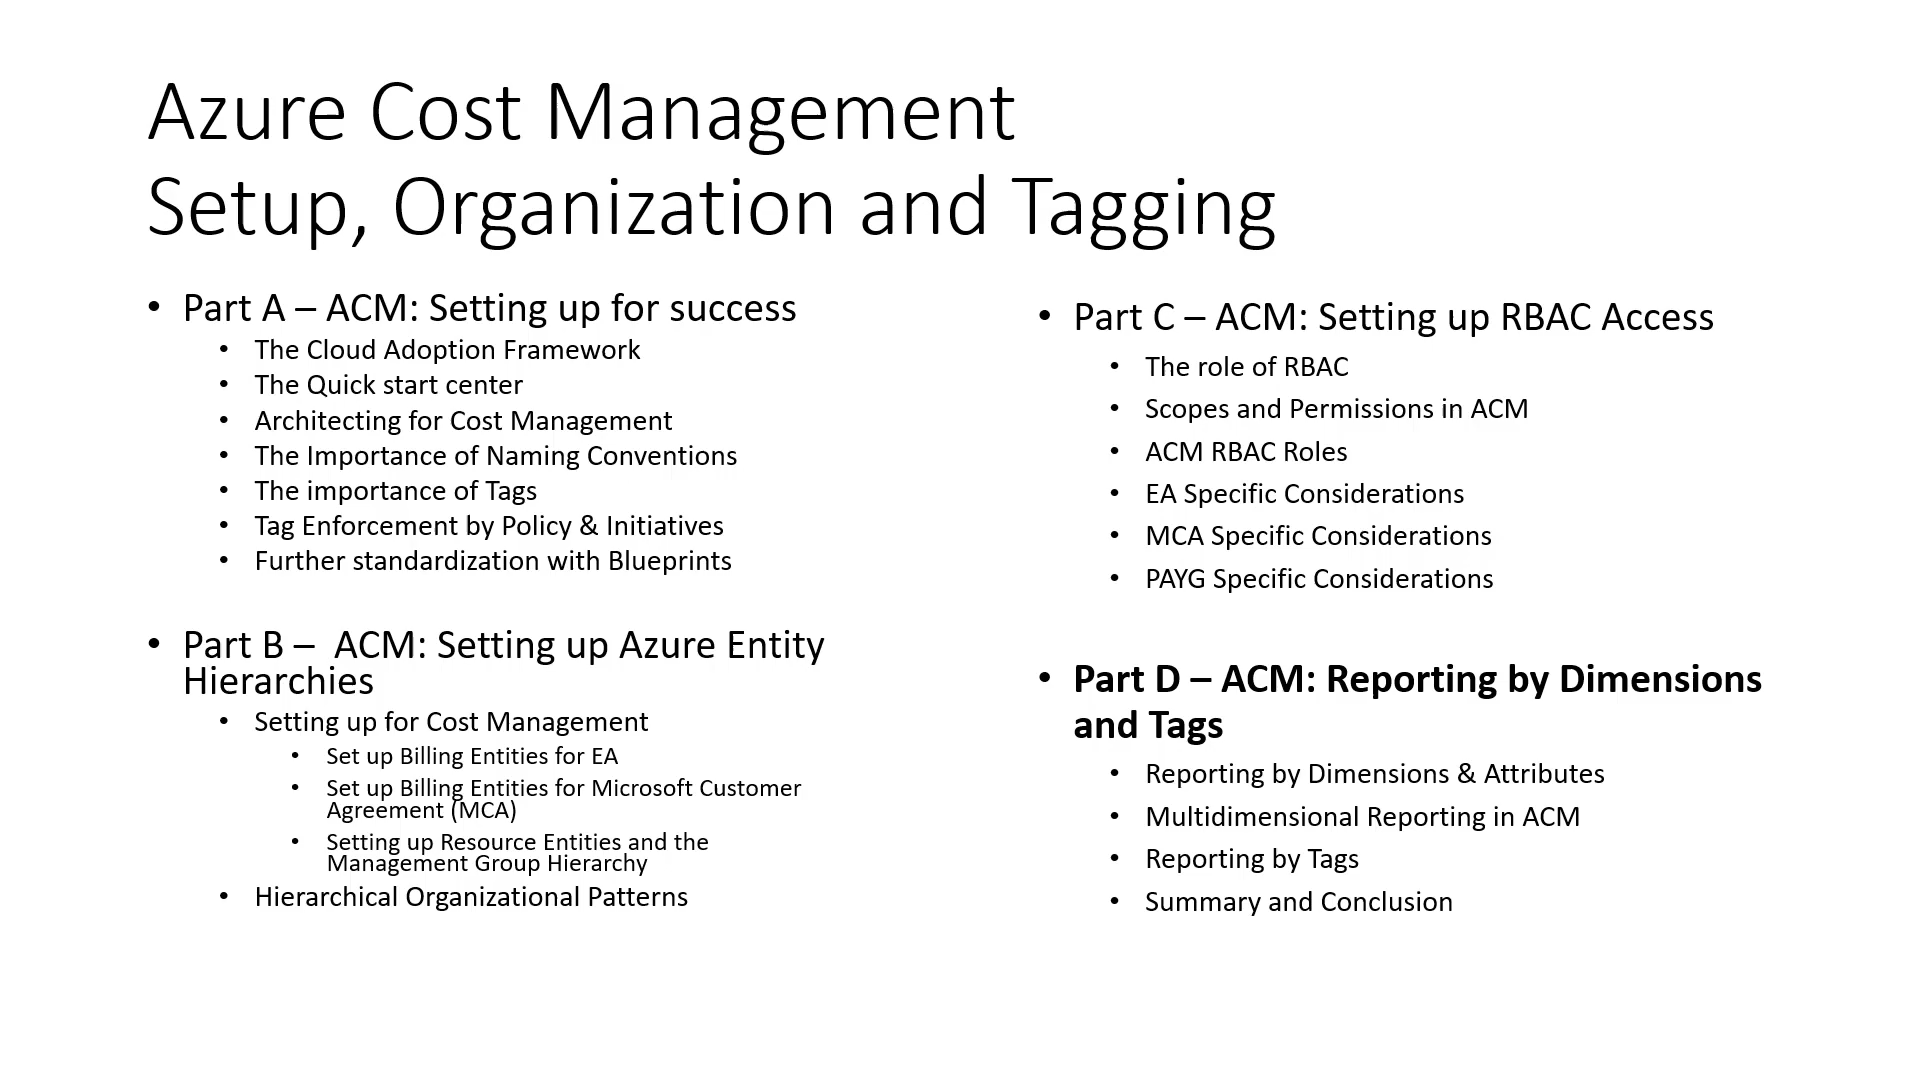 Azure Cost Management
Setup, Organization and Tagging
• Part A – ACM: Setting up for success
• The Cloud Adoption Framework
• The Quick start center
• Architecting for Cost Management
• The Importance of Naming Conventions
• The importance of Tags
• Tag Enforcement by Policy & Initiatives
• Further standardization with Blueprints
• Part B – ACM: Setting up Azure Entity
Hierarchies
• Setting up for Cost Management
• Set up Billing Entities for EA
• Set up Billing Entities for Microsoft Customer
Agreement (MCA)
• Setting up Resource Entities and the
Management Group Hierarchy
• Hierarchical Organizational Patterns
• Part C – ACM: Setting up RBAC Access
• The role of RBAC
• Scopes and Permissions in ACM
• ACM RBAC Roles
• EA Specific Considerations
• MCA Specific Considerations
• PAYG Specific Considerations
• Part D – ACM: Reporting by Dimensions
and Tags
• Reporting by Dimensions & Attributes
• Multidimensional Reporting in ACM
• Reporting by Tags
• Summary and Conclusion